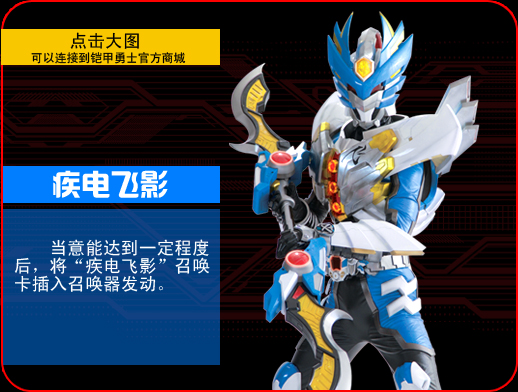 点击大图
可以连接到铠甲勇士官方商城
疾电飞影
当意能达到一定程度
后，将“疾电飞影”召唤
卡插入召唤器发动。